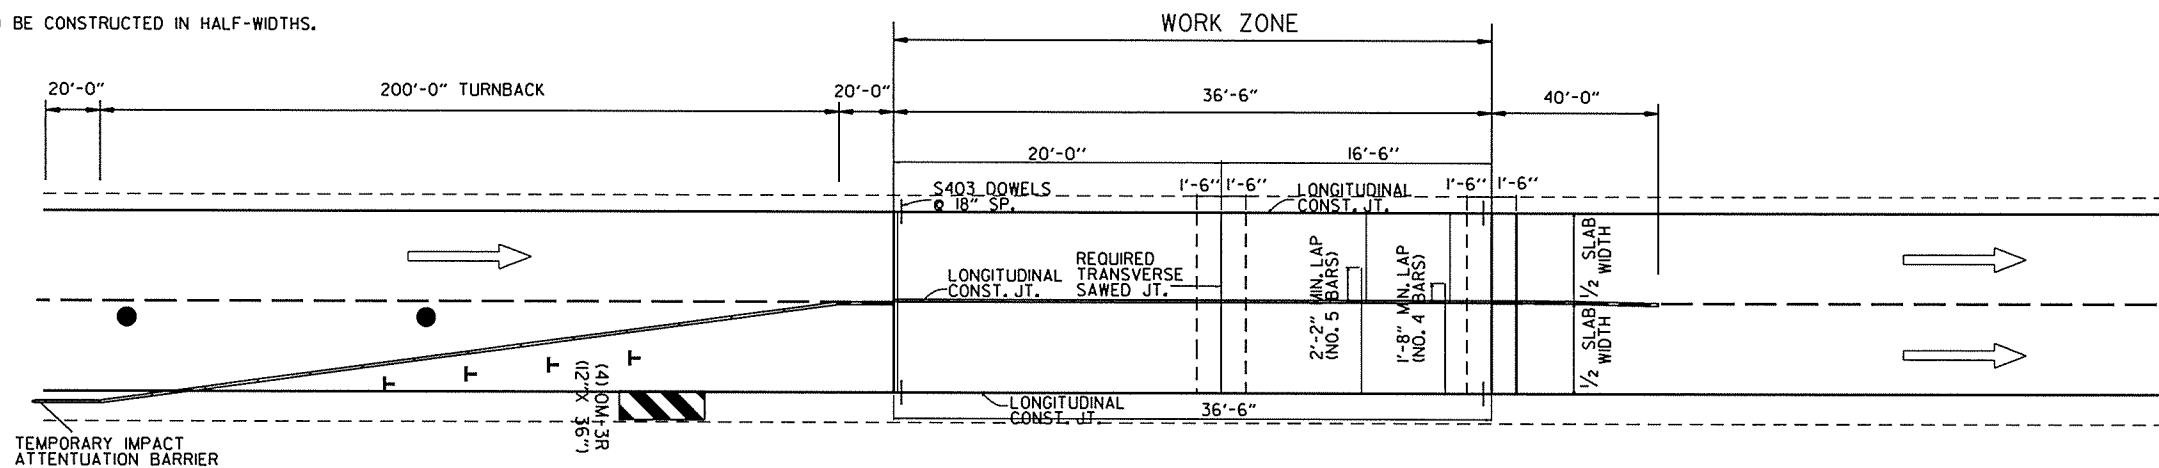 BE CONSTRUCTED IN HALF-WIDTHS.
WORK ZONE
20'-0"
200'-0" TURNBACK
20'-0"
36'-6"
40'-0"
20'-0"
16'-6"
S403 DOWELS
@ 18" SP.
1'-6"
1'-6"
LONGITUDINAL
CONST. JT.
1'-6"
1'-6"
LONGITUDINAL
CONST. JT.
REQUIRED
TRANSVERSE
SAWED JT.
2'-2" MIN. LAP
(NO. 5 BARS)
1'-8" MIN. LAP
(NO. 4 BARS)
1/2 SLAB
WIDTH
1/2 SLAB
WIDTH
(4) OM-3R
(12"X 36")
LONGITUDINAL
CONST. JT.
36'-6"
TEMPORARY IMPACT
ATTENTUATION BARRIER